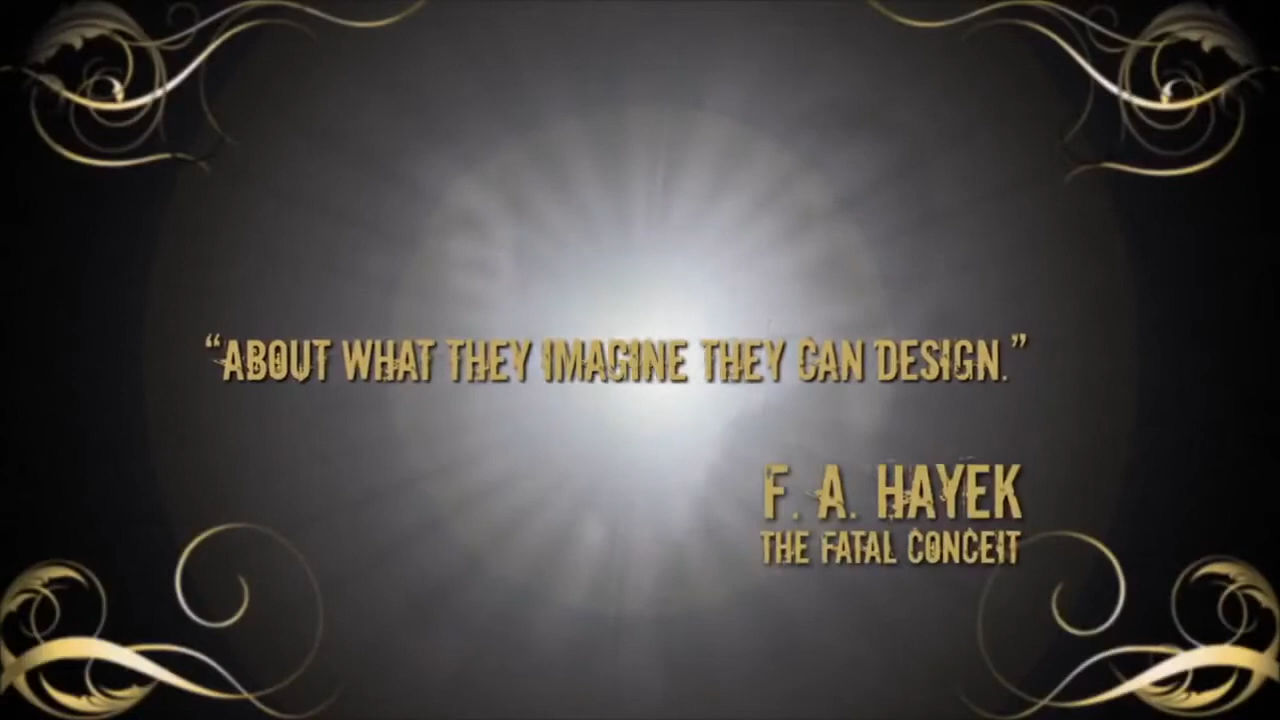 “ABOUT WHAT THEY IMAGINE THEY CAN DESIGN.”
F. A. HAYEK
THE FATAL CONCEIT